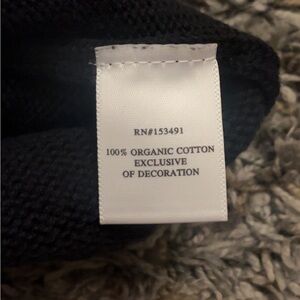 RN#153491
100% ORGANIC COTTON
EXCLUSIVE
OF DECORATION